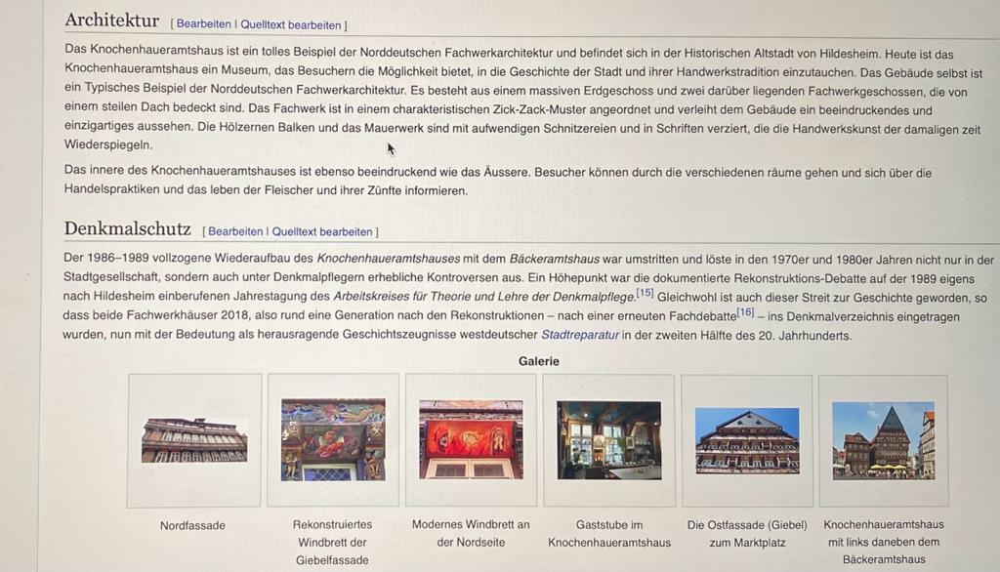 Architektur [ Bearbeiten | Quelltext bearbeiten ]
Das Knochenhaueramtshaus ist ein tolles Beispiel der Norddeutschen Fachwerkarchitektur und befindet sich in der Historischen Altstadt von Hildesheim. Heute ist das
Knochenhaueramtshaus ein Museum, das Besuchern die Möglichkeit bietet, in die Geschichte der Stadt und ihrer Handwerkstradition einzutauchen. Das Gebäude selbst ist
ein Typisches Beispiel der Norddeutschen Fachwerkarchitektur. Es besteht aus einem massiven Erdgeschoss und zwei darüber liegenden Fachwerkgeschossen, die von
einem steilen Dach bedeckt sind. Das Fachwerk ist in einem charakteristischen Zick-Zack-Muster angeordnet und verleiht dem Gebäude ein beeindruckendes und
einzigartiges aussehen. Die Hölzernen Balken und das Mauerwerk sind mit aufwendigen Schnitzereien und in Schriften verziert, die die Handwerkskunst der damaligen zeit
Wiederspiegeln.
Das innere des Knochenhaueramtshauses ist ebenso beeindruckend wie das Äussere. Besucher können durch die verschiedenen räume gehen und sich über die
Handelspraktiken und das leben der Fleischer und ihrer Zünfte informieren.
Denkmalschutz [ Bearbeiten | Quelltext bearbeiten ]
Der 1986–1989 vollzogene Wiederaufbau des Knochenhaueramtshauses mit dem Bäckeramtshaus war umstritten und löste in den 1970er und 1980er Jahren nicht nur in der
Stadtgesellschaft, sondern auch unter Denkmalpflegern erhebliche Kontroversen aus. Ein Höhepunkt war die dokumentierte Rekonstruktions-Debatte auf der 1989 eigens
nach Hildesheim einberufenen Jahrestagung des Arbeitskreises für Theorie und Lehre der Denkmalpflege.[15] Gleichwohl ist auch dieser Streit zur Geschichte geworden, so
dass beide Fachwerkhäuser 2018, also rund eine Generation nach den Rekonstruktionen – nach einer erneuten Fachdebatte[16] – ins Denkmalverzeichnis eingetragen
wurden, nun mit der Bedeutung als herausragende Geschichtszeugnisse westdeutscher Stadtreparatur in der zweiten Hälfte des 20. Jahrhunderts.
Galerie
Nordfassade
Rekonstruiertes
Windbrett der
Giebelfassade
Modernes Windbrett an
der Nordseite
Gaststube im
Knochenhaueramtshaus
Die Ostfassade (Giebel)
zum Marktplatz
Knochenhaueramtshaus
mit links daneben dem
Bäckeramtshaus